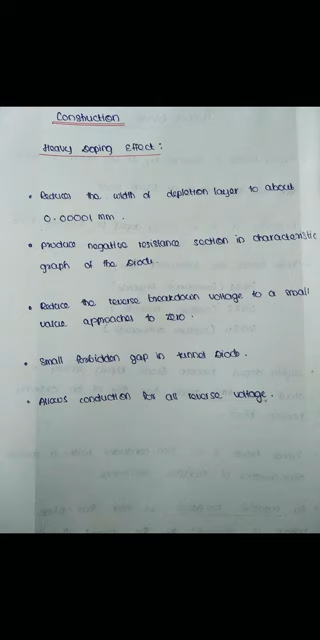 Construction
Heavy Doping Effect:
• Reduces the width of depletion layer to about
0.00001 mm.
• Produce negative resistance section in characteristic
graph of the Diode.
• Reduce the reverse breakdown voltage to a small
value approaches to zero.
• Small forbidden gap in tunnel Diode.
• Allows conduction for all reverse voltage.